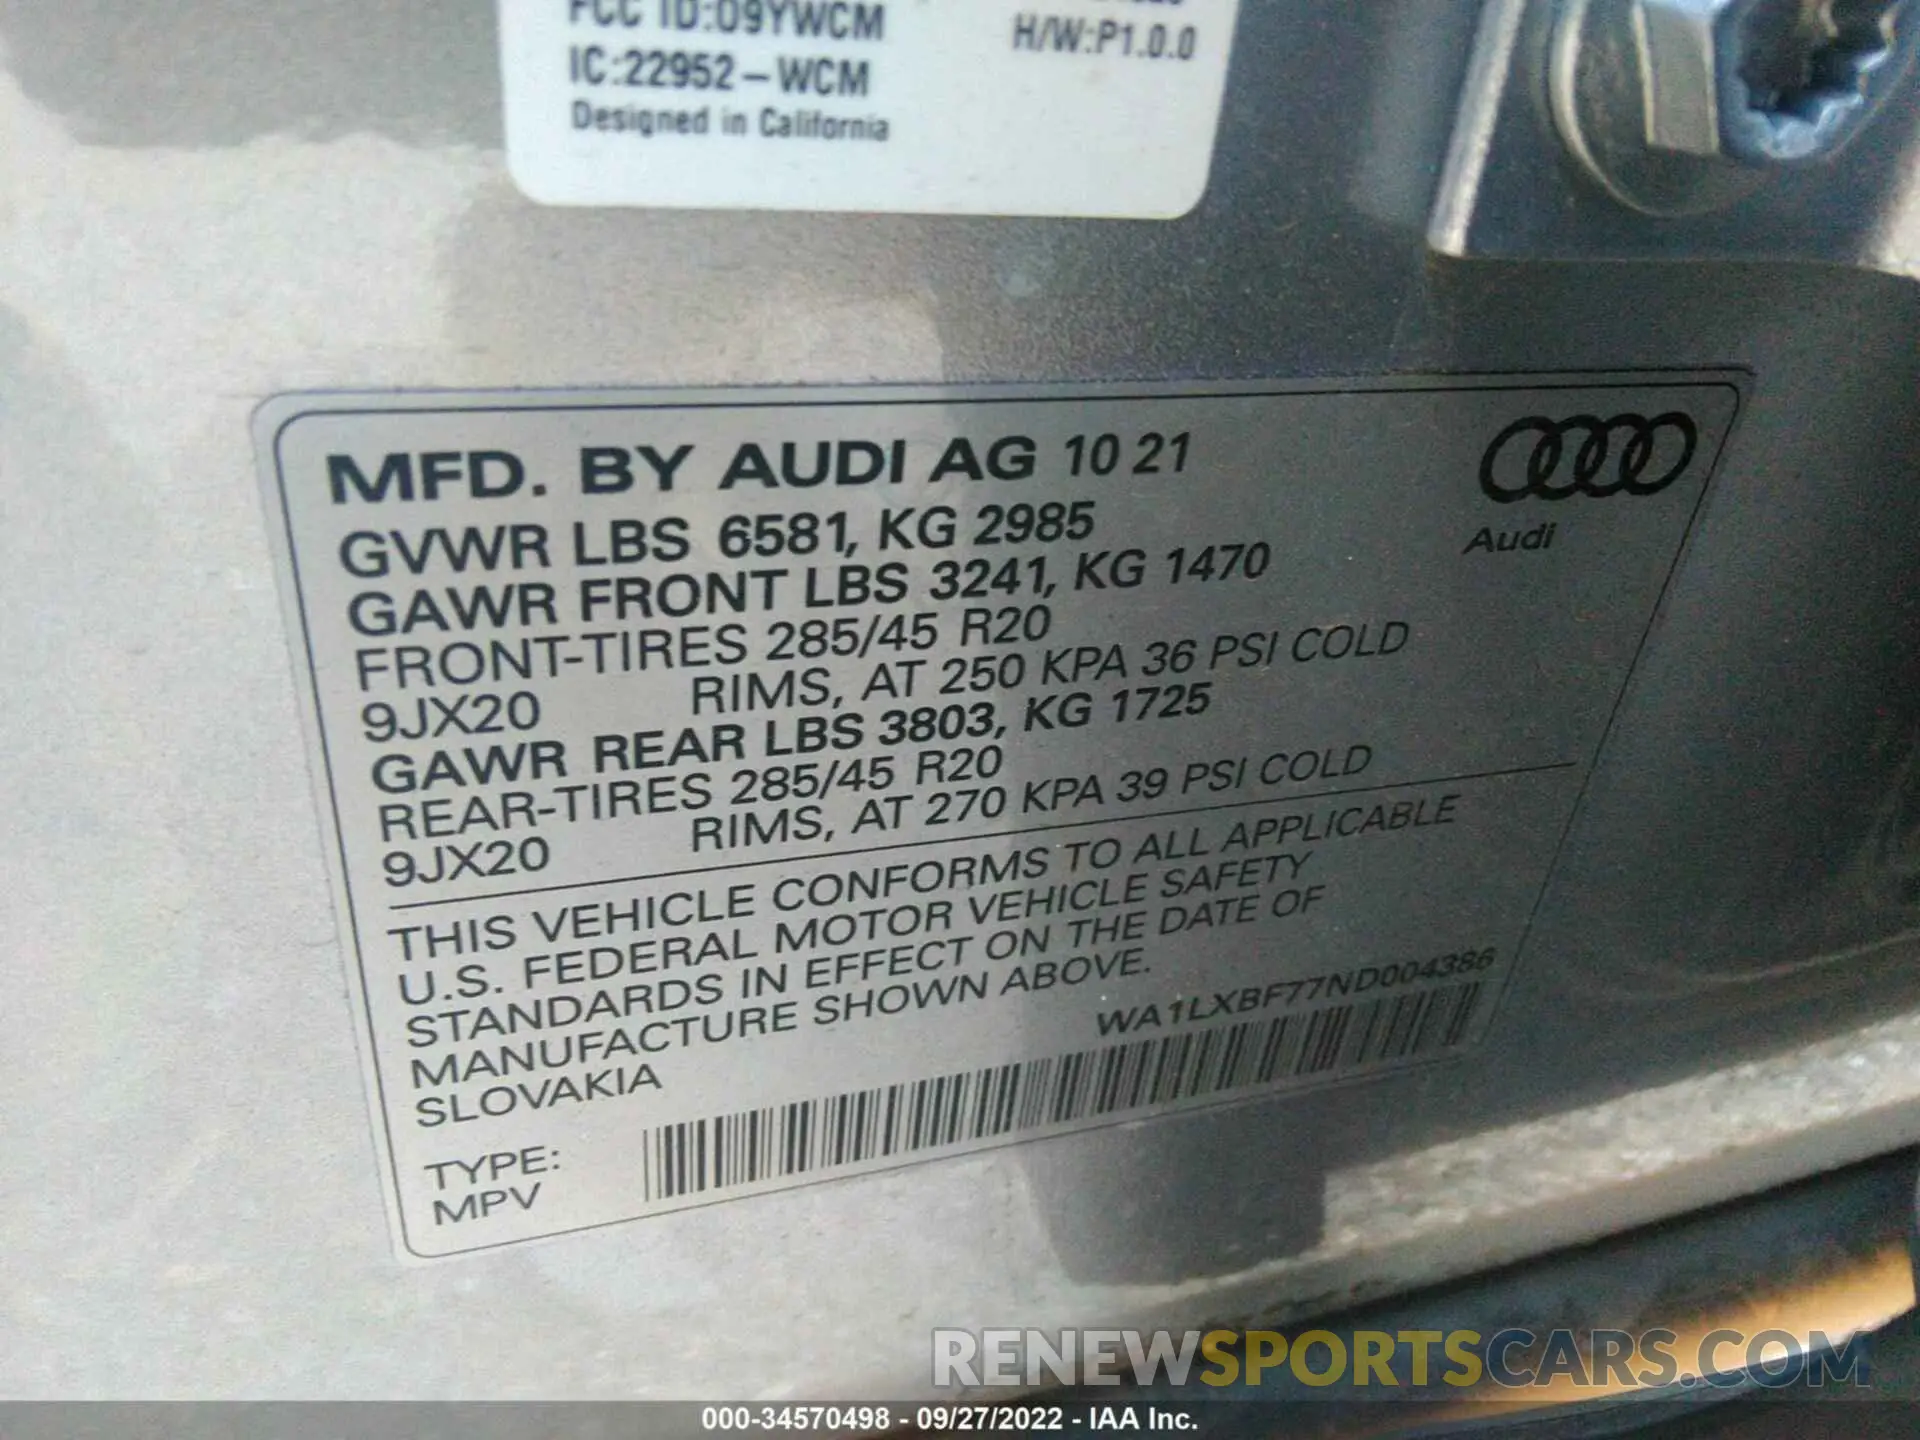 FCC ID:O9YWCM
H/W:P1.0.0
IC:22952-WCM
Designed in California
MFD. BY AUDI AG 10 21
GVWR LBS 6581, KG 2985
Audi
GAWR FRONT LBS 3241, KG 1470
FRONT-TIRES 285/45 R20
9JX20 RIMS, AT 250 KPA 36 PSI COLD
GAWR REAR LBS 3803, KG 1725
REAR-TIRES 285/45 R20
9JX20 RIMS, AT 270 KPA 39 PSI COLD
THIS VEHICLE CONFORMS TO ALL APPLICABLE
U.S. FEDERAL MOTOR VEHICLE SAFETY
STANDARDS IN EFFECT ON THE DATE OF
MANUFACTURE SHOWN ABOVE.
WA1LXBF77ND004386
SLOVAKIA
TYPE:
MPV
RENEWSPORTSCARS.COM
000-34570498 - 09/27/2022 - IAA Inc.